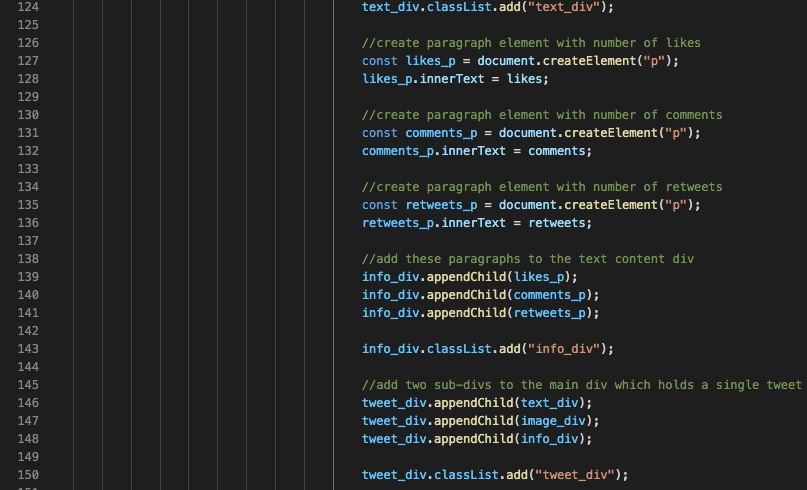 124 text_div.classList.add("text_div");
125
126 //create paragraph element with number of likes
127 const likes_p = document.createElement("p");
128 likes_p.innerText = likes;
129
130 //create paragraph element with number of comments
131 const comments_p = document.createElement("p");
132 comments_p.innerText = comments;
133
134 //create paragraph element with number of retweets
135 const retweets_p = document.createElement("p");
136 retweets_p.innerText = retweets;
137
138 //add these paragraphs to the text content div
139 info_div.appendChild(likes_p);
140 info_div.appendChild(comments_p);
141 info_div.appendChild(retweets_p);
142
143 info_div.classList.add("info_div");
144
145 //add two sub-divs to the main div which holds a single tweet
146 tweet_div.appendChild(text_div);
147 tweet_div.appendChild(image_div);
148 tweet_div.appendChild(info_div);
149
150 tweet_div.classList.add("tweet_div");